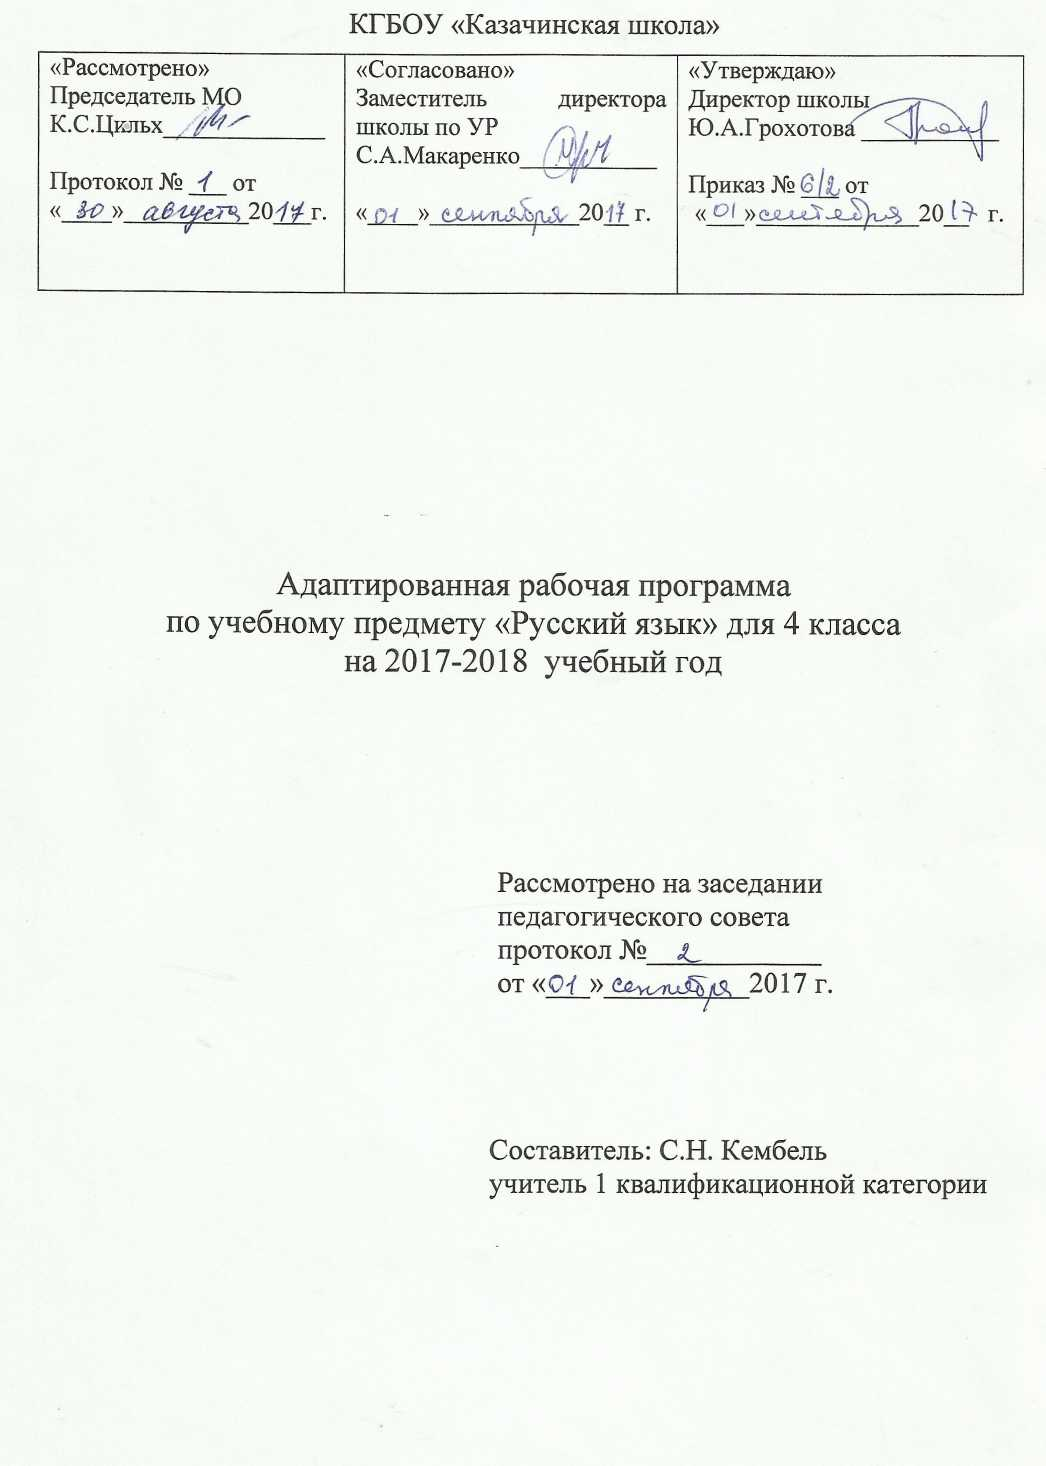 КГБОУ «Казачинская школа»
«Рассмотрено»
Председатель МО
К.С.Цильх
Протокол № 1 от
«30» августа 2017 г.
«Согласовано»
Заместитель директора
школы по УР
С.А.Макаренко
«01» сентября 2017 г.
«Утверждаю»
Директор школы
Ю.А.Грохотова
Приказ № 6/2 от
«01» сентября 2017 г.
Адаптированная рабочая программа
по учебному предмету «Русский язык» для 4 класса
на 2017-2018 учебный год
Рассмотрено на заседании
педагогического совета
протокол № 2
от «01» сентября 2017 г.
Составитель: С.Н. Кембель
учитель 1 квалификационной категории